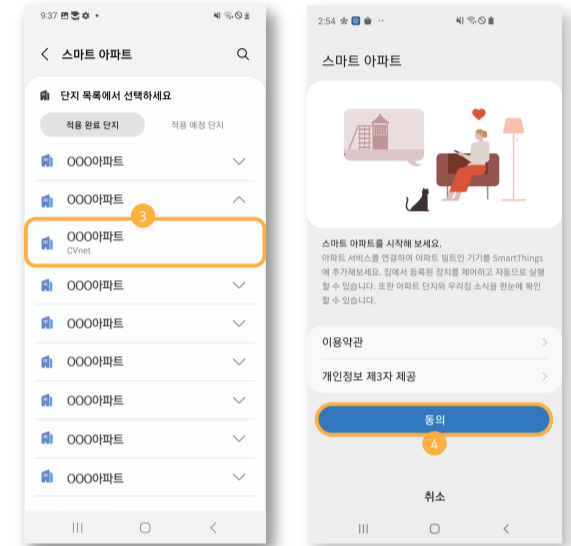 9:37
스마트 아파트
단지 목록에서 선택하세요
적용 완료 단지
적용 예정 단지
OOO아파트
OOO아파트
3
OOO아파트
CVnet
OOO아파트
OOO아파트
OOO아파트
OOO아파트
OOO아파트
OOO아파트
2:54
스마트 아파트
스마트 아파트를 시작해 보세요.
아파트 서비스를 연결하여 아파트 빌트인 기기를 SmartThings
에 추가해보세요. 집에서 등록된 장치를 제어하고 자동으로 실행
할 수 있습니다. 또한 아파트 단지와 우리집 소식을 한눈에 확인
할 수 있습니다.
이용약관
개인정보 제3자 제공
동의
4
취소